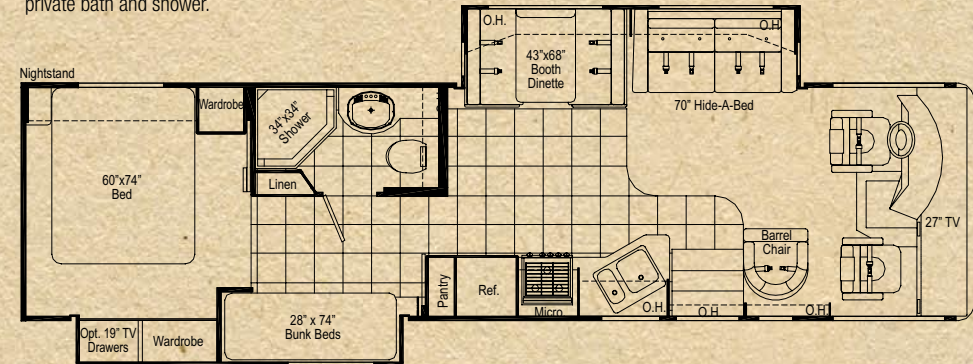 private bath and shower.
O.H.
O.H.
43"x68"
Booth
Dinette
Nightstand
Wardrobe
34"x34"
Shower
70" Hide-A-Bed
60"x74"
Bed
Linen
27" TV
Barrel
Chair
Pantry
Ref.
Micro
O.H.
O.H.
O.H.
28" x 74"
Bunk Beds
Opt. 19" TV
Drawers
Wardrobe